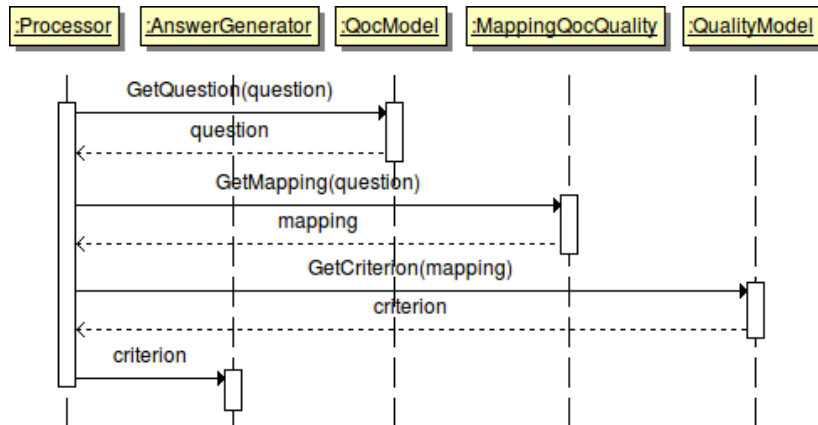 :Processor :AnswerGenerator :QocModel :MappingQocQuality :QualityModel
GetQuestion(question)
question
GetMapping(question)
mapping
GetCriterion(mapping)
criterion
criterion